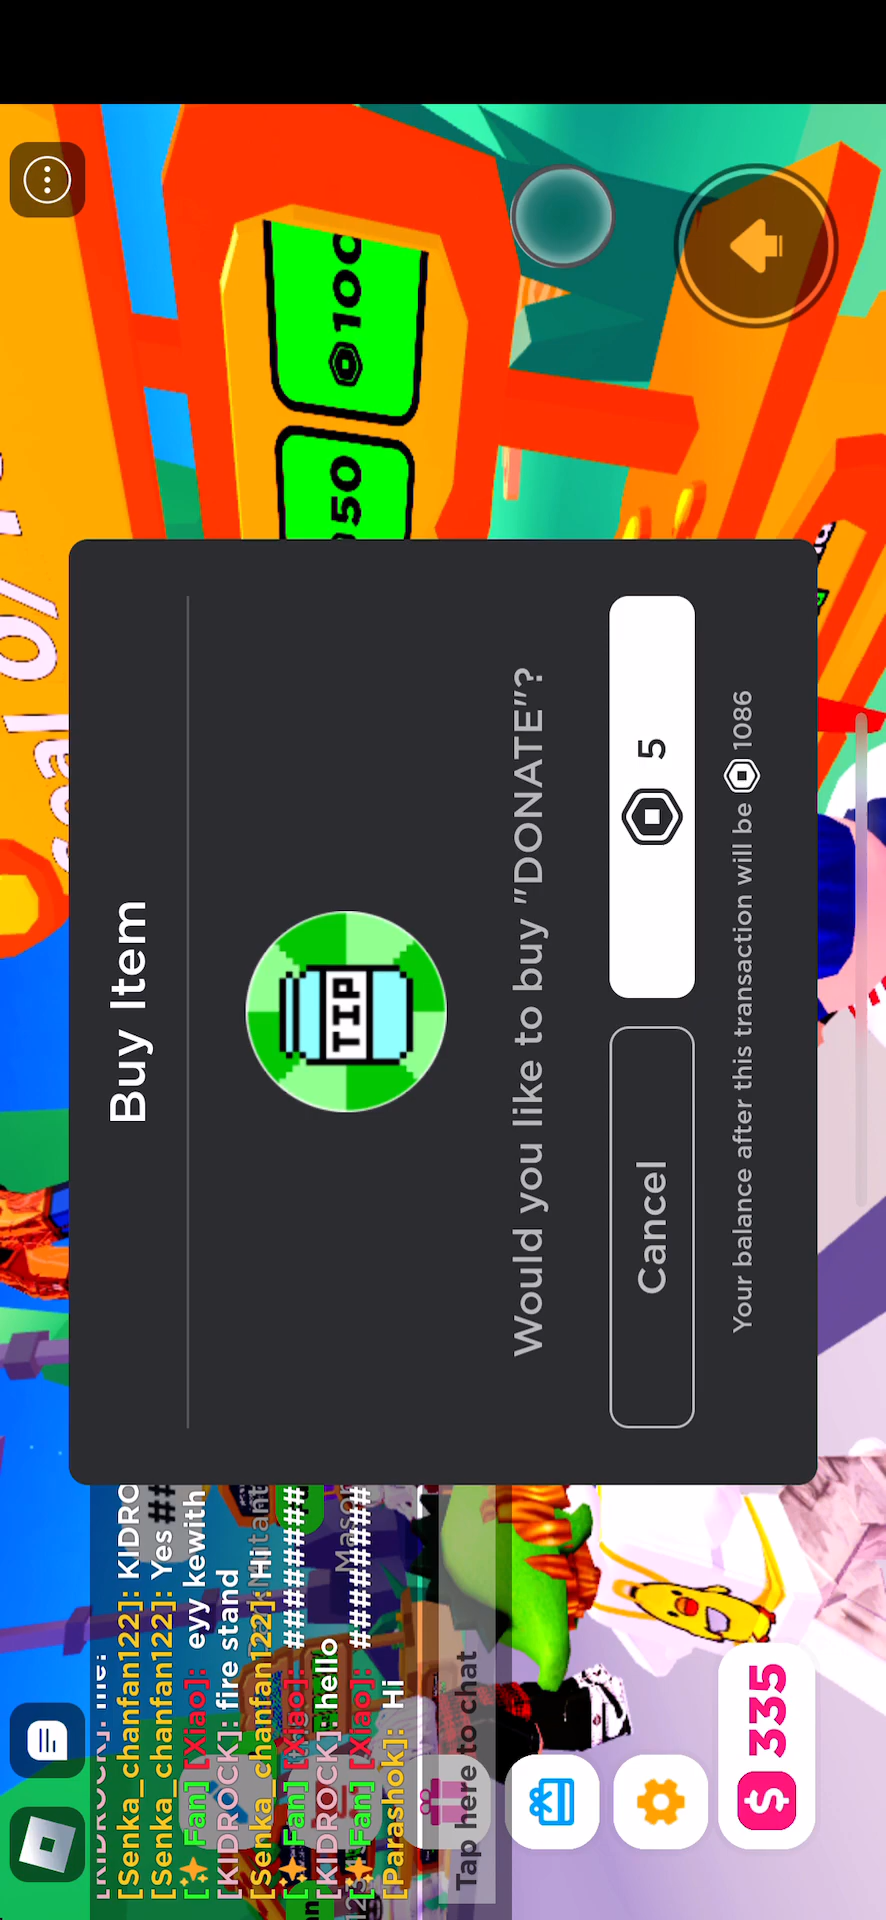 Buy Item
TIP
Would you like to buy "DONATE"?
Cancel
5
Your balance after this transaction will be 1086
50
100
[KIDROCK]: me!
[Senka_chanfan122]: KIDRO
[Senka_chanfan122]: Yes ##
[✨ Fan] [Xiao]: eyy kewith
[KIDROCK]: fire stand
[Senka_chanfan122]: Hi
[✨ Fan] [Xiao]: ########
[KIDROCK]: hello
[✨ Fan] [Xiao]: ########
[Parashok]: Hi
Tap here to chat
$ 335